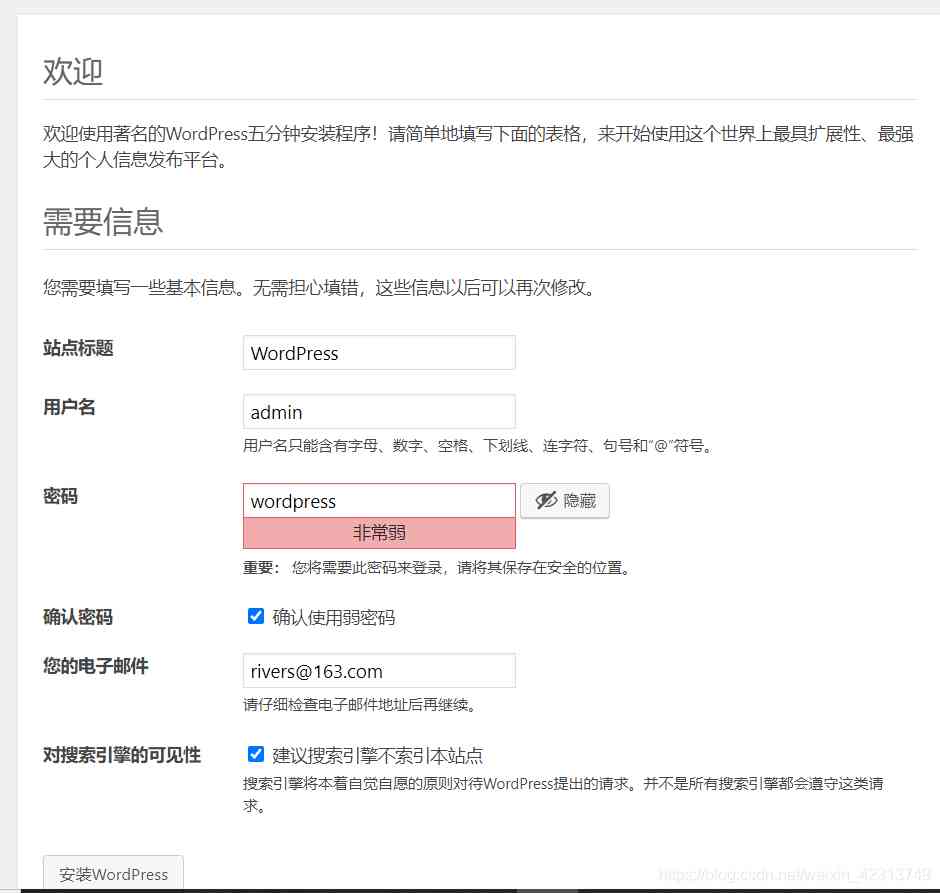 欢迎
欢迎使用著名的WordPress五分钟安装程序！请简单地填写下面的表格，来开始使用这个世界上最具扩展性、最强
大的个人信息发布平台。
需要信息
您需要填写一些基本信息。无需担心填错，这些信息以后可以再次修改。
站点标题 WordPress
用户名 admin
用户名只能含有字母、数字、空格、下划线、连字符、句号和“@”符号。
密码 wordpress 隐藏
非常弱
重要： 您将需要此密码来登录，请将其保存在安全的位置。
确认密码 确认使用弱密码
您的电子邮件 rivers@163.com
请仔细检查电子邮件地址后再继续。
对搜索引擎的可见性 建议搜索引擎不索引本站点
搜索引擎将本着自觉自愿的原则对待WordPress提出的请求。并不是所有搜索引擎都会遵守这类请
求。
安装WordPress
https://blog.csdn.net/weixin_42313749